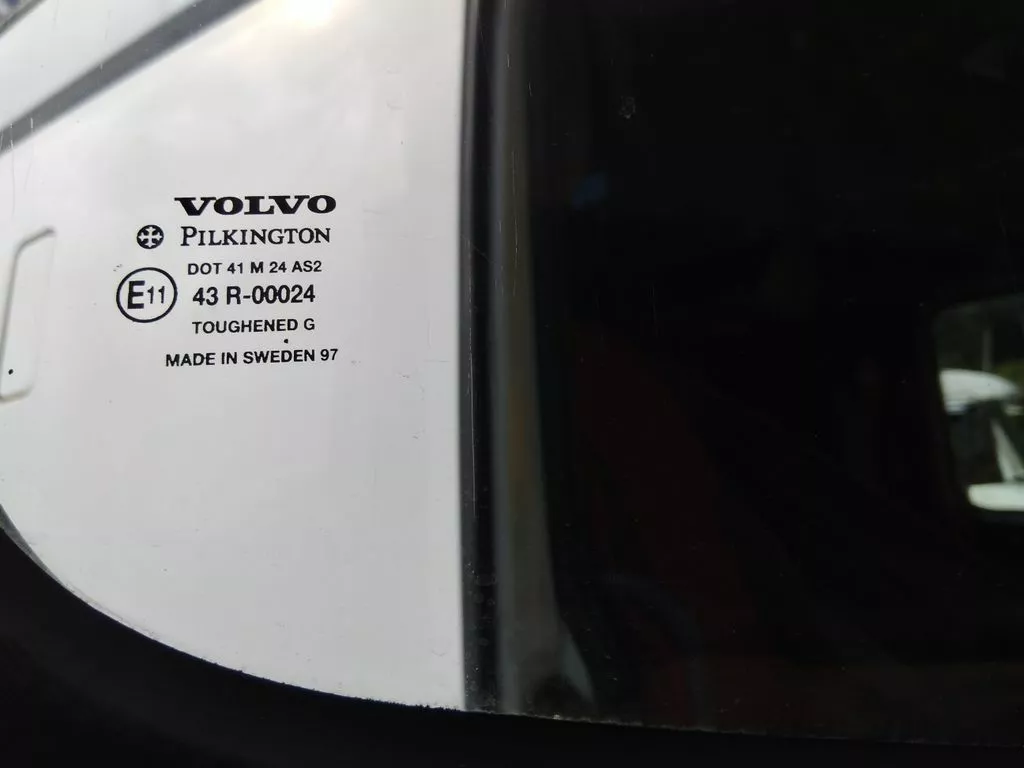 VOLVO
PILKINGTON
DOT 41 M 24 AS2
E11 43 R-00024
TOUGHENED G
MADE IN SWEDEN 97